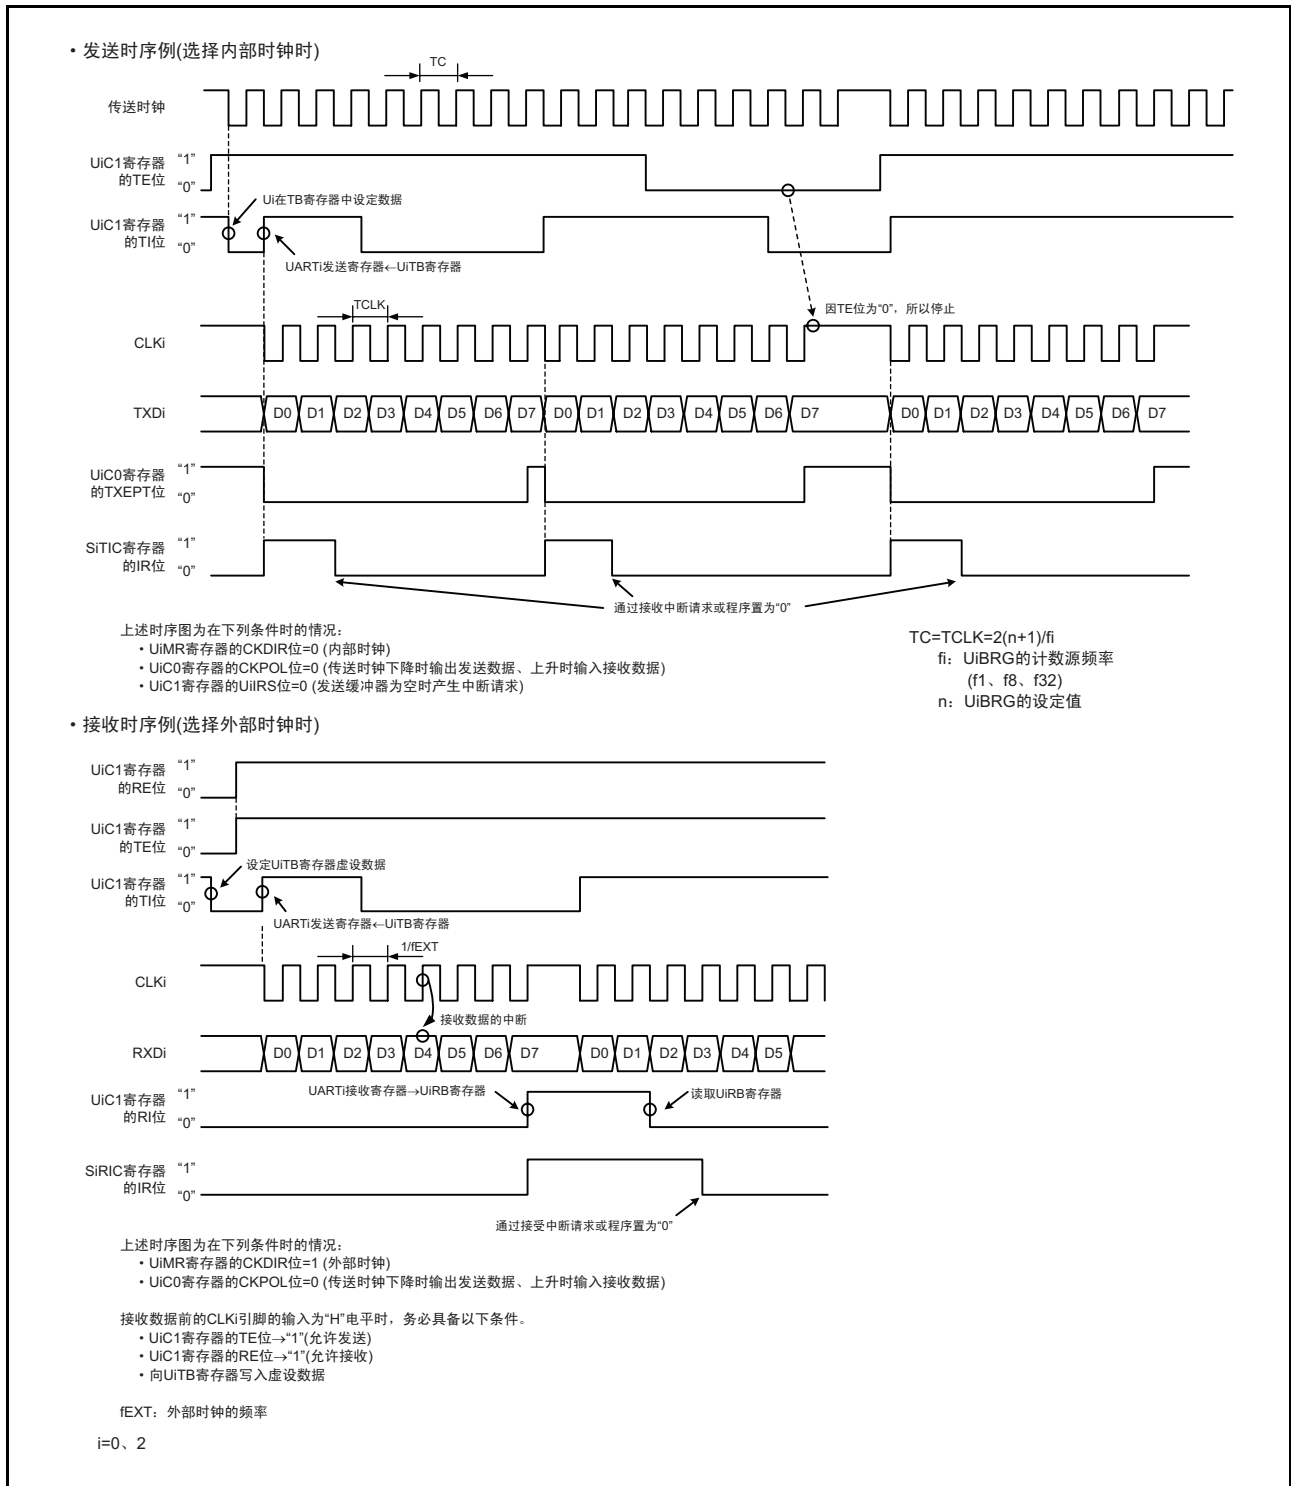 ・发送时序例(选择内部时钟时)
TC
传送时钟
UiC1寄存器 “1”
的TE位 “0”
Ui在TB寄存器中设定数据
UiC1寄存器 “1”
的TI位 “0”
UARTi发送寄存器←UiTB寄存器
TCLK
因TE位为“0”，所以停止
CLKi
TXDi D0 D1 D2 D3 D4 D5 D6 D7 D0 D1 D2 D3 D4 D5 D6 D7 D0 D1 D2 D3 D4 D5 D6 D7
UiC0寄存器 “1”
的TXEPT位 “0”
SiTIC寄存器 “1”
的IR位 “0”
通过接收中断请求或程序置为“0”
上述时序图为在下列条件时的情况：
・UiMR寄存器的CKDIR位=0 (内部时钟)
・UiC0寄存器的CKPOL位=0 (传送时钟下降时输出发送数据、上升时输入接收数据)
・UiC1寄存器的UiIRS位=0 (发送缓冲器为空时产生中断请求)
TC=TCLK=2(n+1)/fi
fi：UiBRG的计数源频率
(f1、f8、f32)
n：UiBRG的设定值
・接收时序例(选择外部时钟时)
UiC1寄存器 “1”
的RE位 “0”
UiC1寄存器 “1”
的TE位 “0”
设定UiTB寄存器虚设数据
UiC1寄存器 “1”
的TI位 “0”
UARTi发送寄存器←UiTB寄存器
1/fEXT
CLKi
接收数据的中断
RXDi D0 D1 D2 D3 D4 D5 D6 D7 D0 D1 D2 D3 D4 D5
UARTi接收寄存器→UiRB寄存器
读取UiRB寄存器
UiC1寄存器 “1”
的RI位 “0”
SiRIC寄存器 “1”
的IR位 “0”
通过接受中断请求或程序置为“0”
上述时序图为在下列条件时的情况：
・UiMR寄存器的CKDIR位=1 (外部时钟)
・UiC0寄存器的CKPOL位=0 (传送时钟下降时输出发送数据、上升时输入接收数据)
接收数据前的CLKi引脚的输入为“H”电平时，务必具备以下条件。
・UiC1寄存器的TE位→“1”(允许发送)
・UiC1寄存器的RE位→“1”(允许接收)
・向UiTB寄存器写入虚设数据
fEXT：外部时钟的频率
i=0、2